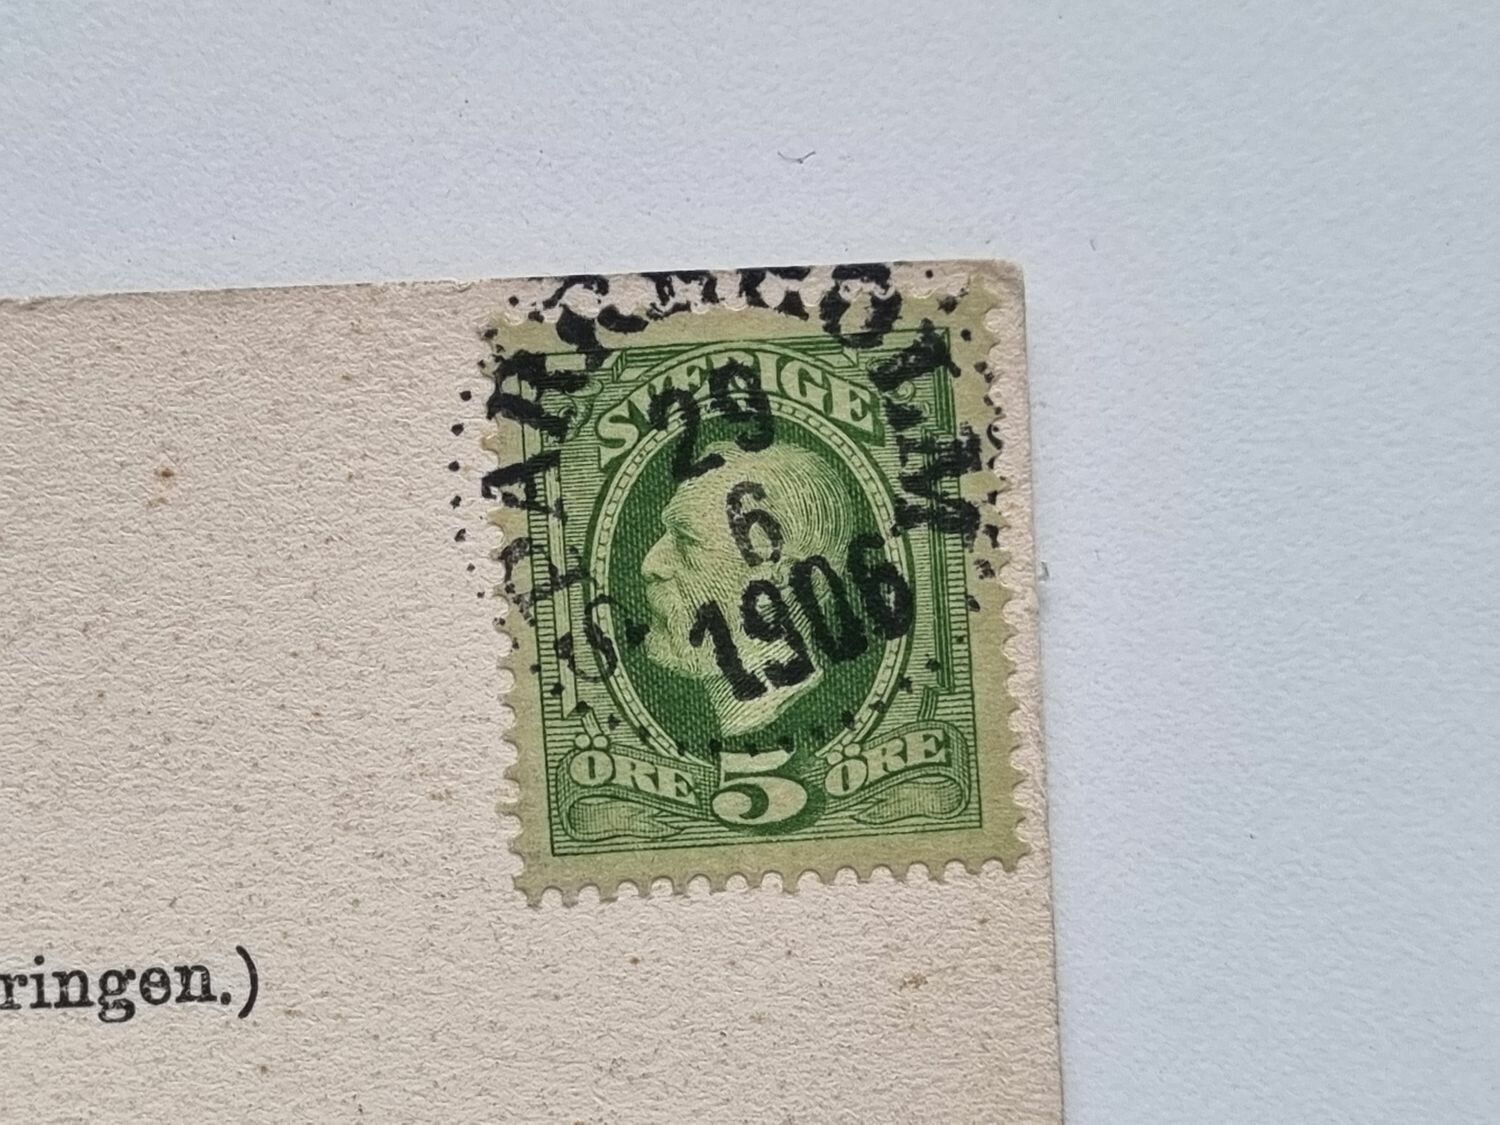 SVERIGE
29
6
1906
ÖRE 5 ÖRE
ringen.)